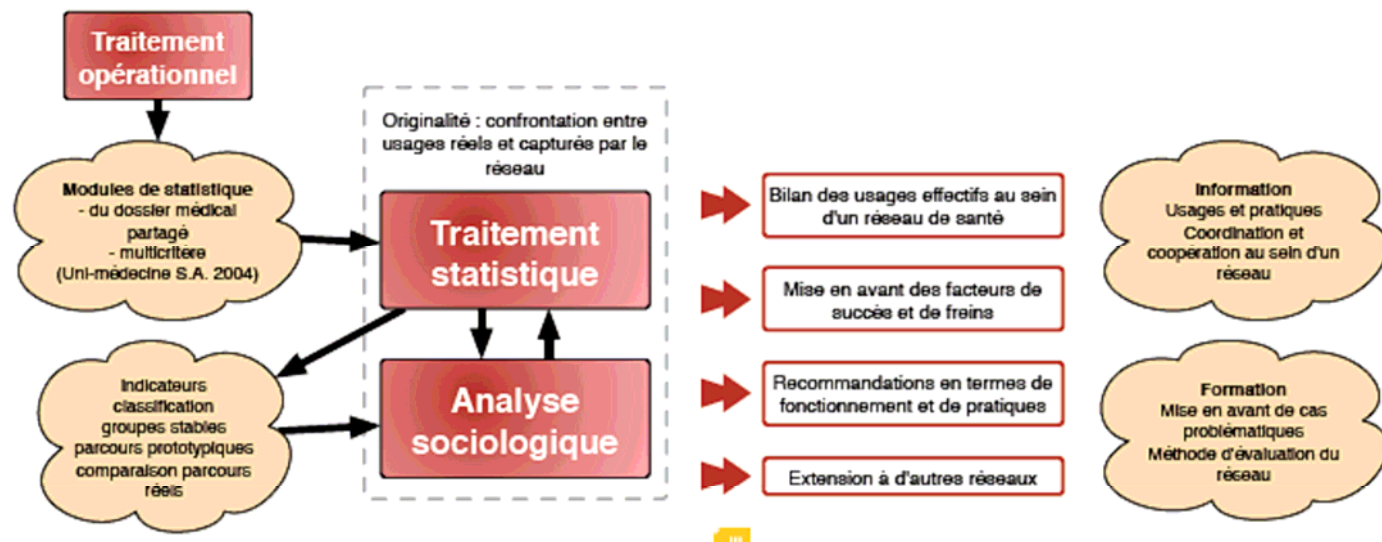 Traitement
opérationnel
Modules de statistique
- du dossier médical
partagé
- multicritère
(Uni-médecine S.A. 2004)
Indicateurs
classification
groupes stables
parcours prototypiques
comparaison parcours
réels
Originalité : confrontation entre
usages réels et capturés par le
réseau
Traitement
statistique
Analyse
sociologique
Bilan des usages effectifs au sein
d'un réseau de santé
Mise en avant des facteurs de
succès et de freins
Recommandations en termes de
fonctionnement et de pratiques
Extension à d'autres réseaux
Information
Usages et pratiques
Coordination et
coopération au sein d'un
réseau
Formation
Mise en avant de cas
problématiques
Méthode d'évaluation du
réseau